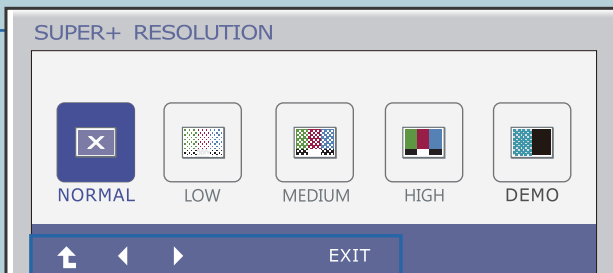 SUPER+ RESOLUTION
NORMAL LOW MEDIUM HIGH DEMO
EXIT